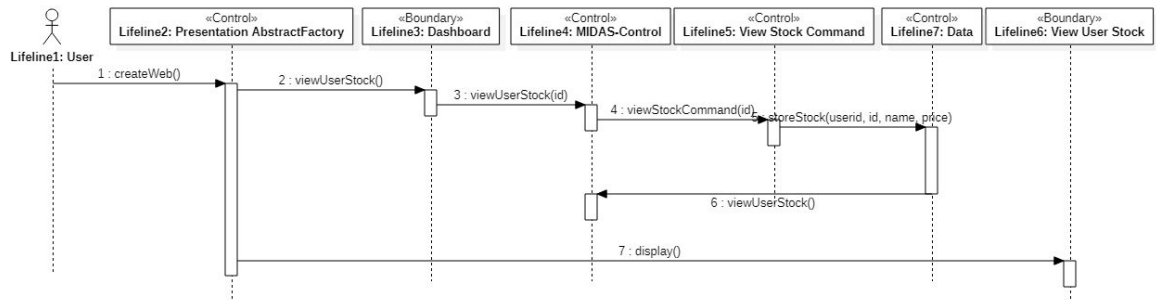 «Control»
Lifeline2: Presentation AbstractFactory
«Boundary»
Lifeline3: Dashboard
«Control»
Lifeline4: MIDAS-Control
«Control»
Lifeline5: View Stock Command
«Control»
Lifeline7: Data
«Boundary»
Lifeline6: View User Stock
Lifeline1: User
1 : createWeb()
2 : viewUserStock()
3 : viewUserStock(id)
4 : viewStockCommand(id)
5 : storeStock(userid, id, name, price)
6 : viewUserStock()
7 : display()